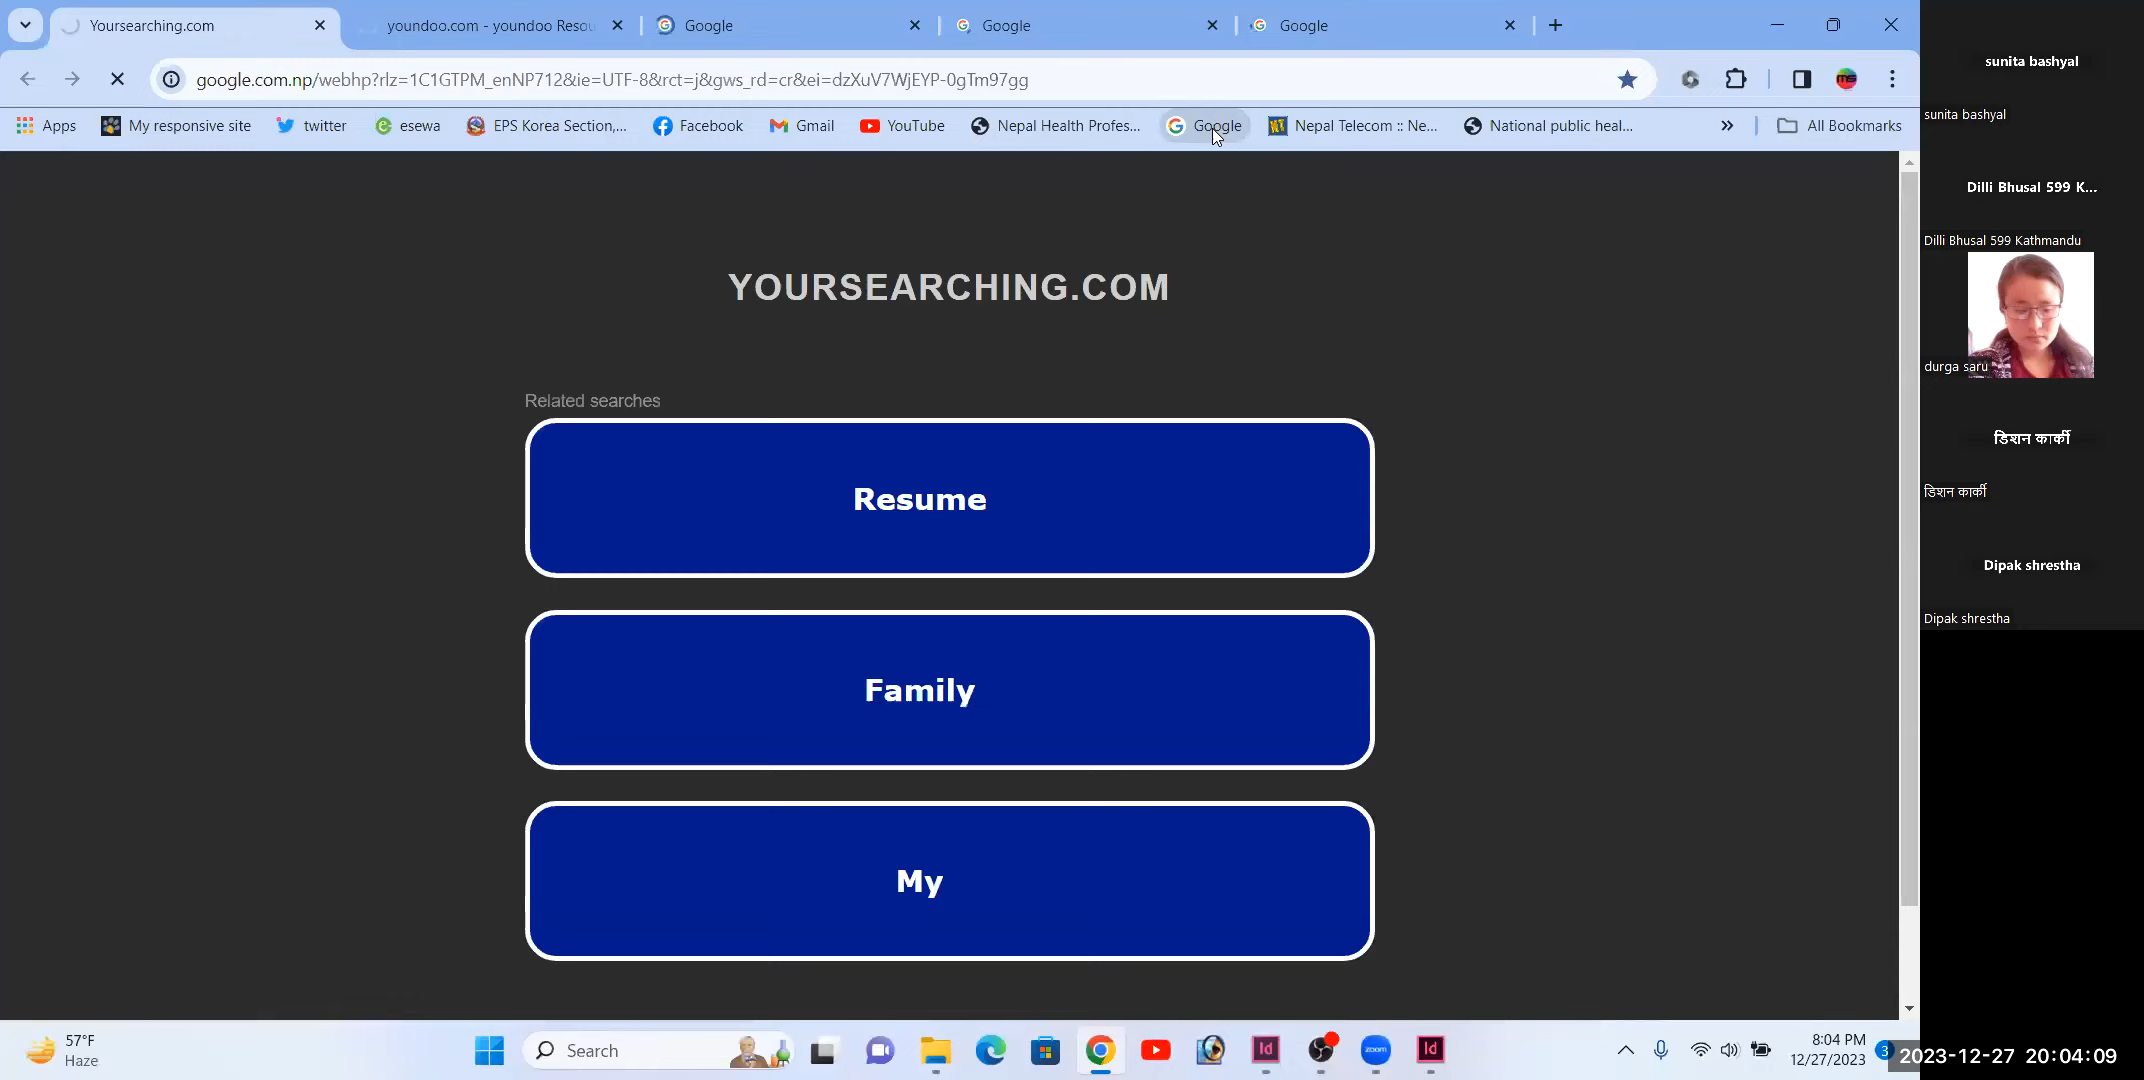 Yoursearching.com
youndoo.com - youndoo Resou
Google
Google
Google
google.com.np/webhp?rlz=1C1GTPM_enNP712&ie=UTF-8&rct=j&gws_rd=cr&ei=dzXuV7WjEYP-0gTm97gg
Apps
My responsive site
twitter
esewa
EPS Korea Section,...
Facebook
Gmail
YouTube
Nepal Health Profes...
Google
Nepal Telecom :: Ne...
National public heal...
»
All Bookmarks
YOURSEARCHING.COM
Related searches
Resume
Family
My
sunita bashyal
sunita bashyal
Dilli Bhusal 599 K...
Dilli Bhusal 599 Kathmandu
durga saru
डिशन कार्की
डिशन कार्की
Dipak shrestha
Dipak shrestha
57°F
Haze
Search
Id
zoom
Id
8:04 PM
12/27/2023
3
2023-12-27 20:04:09